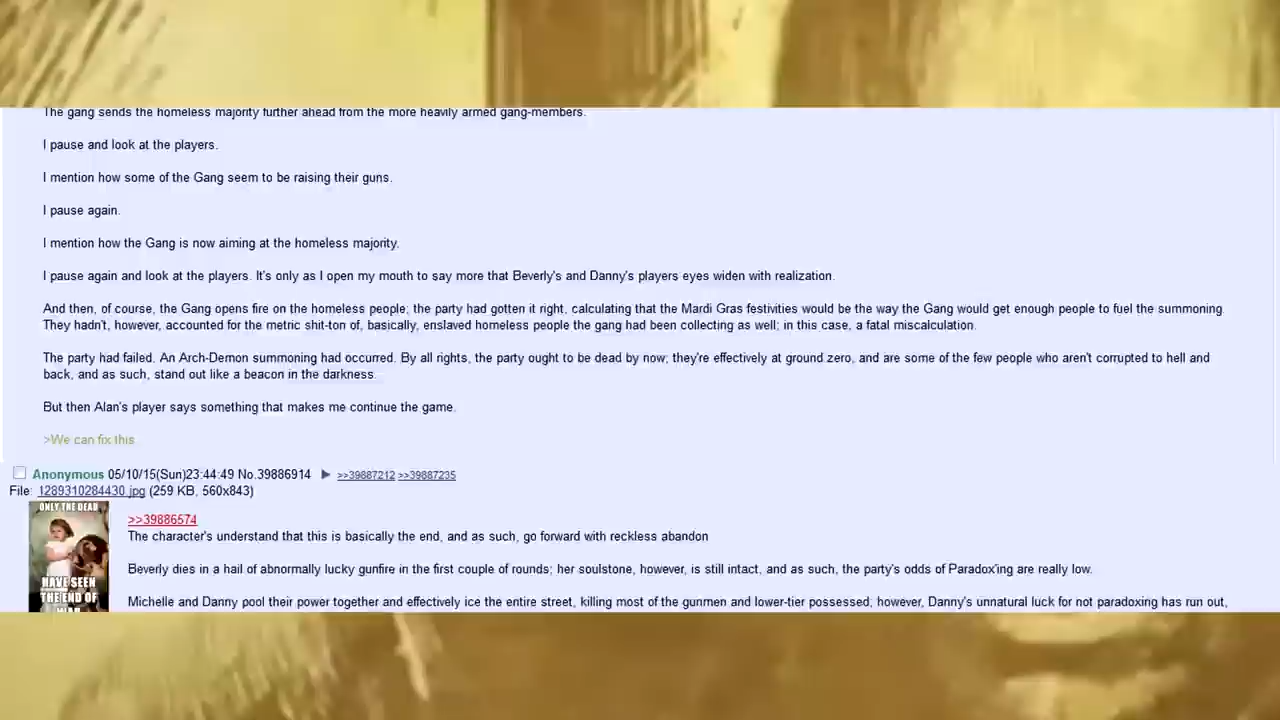 The gang sends the homeless majority further ahead from the more heavily armed gang-members.
I pause and look at the players.
I mention how some of the Gang seem to be raising their guns.
I pause again.
I mention how the Gang is now aiming at the homeless majority.
I pause again and look at the players. It's only as I open my mouth to say more that Beverly's and Danny's players eyes widen with realization.
And then, of course, the Gang opens fire on the homeless people; the party had gotten it right, calculating that the Mardi Gras festivities would be the way the Gang would get enough people to fuel the summoning.
They hadn't, however, accounted for the metric shit-ton of, basically, enslaved homeless people the gang had been collecting as well; in this case, a fatal miscalculation.
The party had failed. An Arch-Demon summoning had occurred. By all rights, the party ought to be dead by now; they're effectively at ground zero, and are some of the few people who aren't corrupted to hell and
back, and as such, stand out like a beacon in the darkness.
But then Alan's player says something that makes me continue the game.
>We can fix this.
Anonymous 05/10/15(Sun)23:44:49 No.39886914 ▶ >>39887212 >>39887235
File: 1289310284430.jpg (259 KB, 560x843)
ONLY THE DEAD
HAVE SEEN
THE END OF
WAR
>>39886574
The character's understand that this is basically the end, and as such, go forward with reckless abandon
Beverly dies in a hail of abnormally lucky gunfire in the first couple of rounds; her soulstone, however, is still intact, and as such, the party's odds of Paradox'ing are really low.
Michelle and Danny pool their power together and effectively ice the entire street, killing most of the gunmen and lower-tier possessed; however, Danny's unnatural luck for not paradoxing has run out,